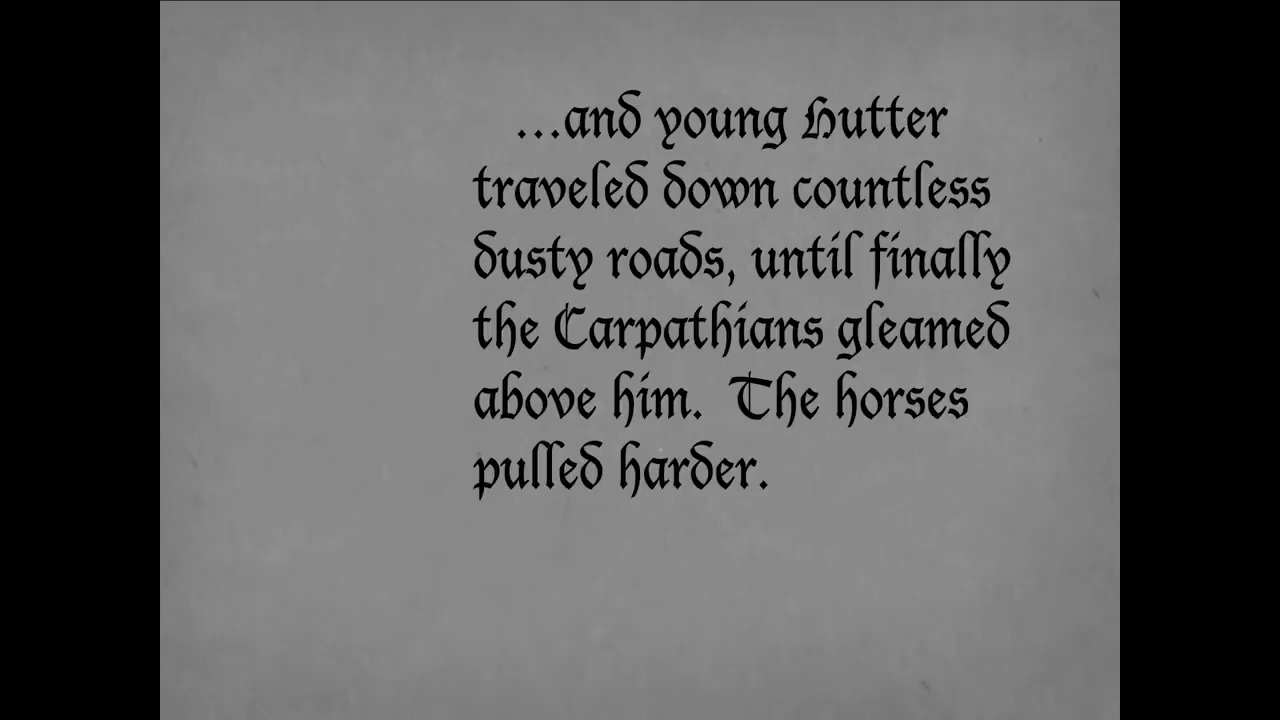 ...and young Hutter
traveled down countless
dusty roads, until finally
the Carpathians gleamed
above him. The horses
pulled harder.